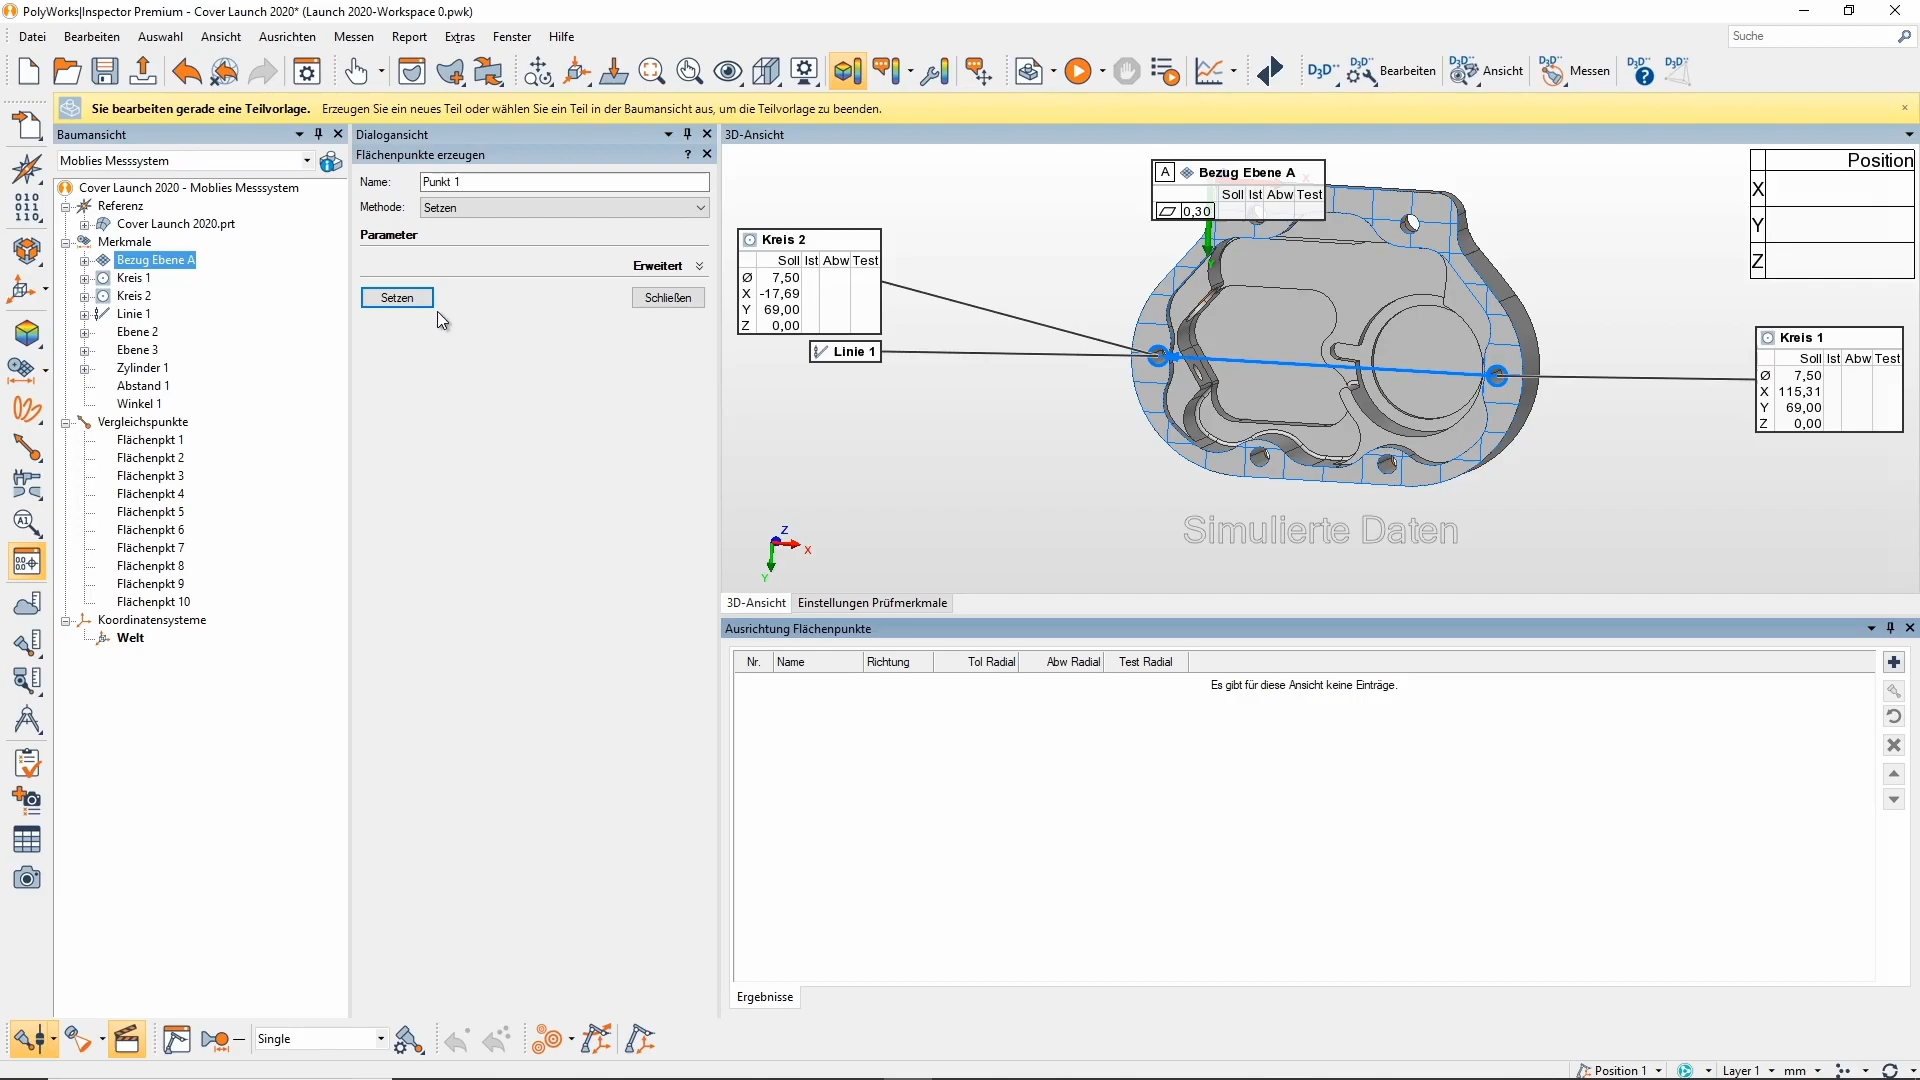 PolyWorks|Inspector Premium - Cover Launch 2020* (Launch 2020-Workspace 0.pwk)
Datei Bearbeiten Auswahl Ansicht Ausrichten Messen Report Extras Fenster Hilfe
Suche
D3D D3D Bearbeiten D3D Ansicht D3D Messen D3D D3D
Sie bearbeiten gerade eine Teilvorlage. Erzeugen Sie ein neues Teil oder wählen Sie ein Teil in der Baumansicht aus, um die Teilvorlage zu beenden.
Baumansicht
Moblies Messsystem
Cover Launch 2020 - Moblies Messsystem
Referenz
Cover Launch 2020.prt
Merkmale
Bezug Ebene A
Kreis 1
Kreis 2
Linie 1
Ebene 2
Ebene 3
Zylinder 1
Abstand 1
Winkel 1
Vergleichspunkte
Flächenpkt 1
Flächenpkt 2
Flächenpkt 3
Flächenpkt 4
Flächenpkt 5
Flächenpkt 6
Flächenpkt 7
Flächenpkt 8
Flächenpkt 9
Flächenpkt 10
Koordinatensysteme
Welt
Dialogansicht
Flächenpunkte erzeugen
Name: Punkt 1
Methode: Setzen
Parameter
Erweitert
Setzen Schließen
3D-Ansicht
A Bezug Ebene A
Soll Ist Abw Test
0,30
Position
X
Y
Z
Kreis 2
Soll Ist Abw Test
Ø 7,50
X -17,69
Y 69,00
Z 0,00
Linie 1
Kreis 1
Soll Ist Abw Test
Ø 7,50
X 115,31
Y 69,00
Z 0,00
Simulierte Daten
Z
X
Y
3D-Ansicht Einstellungen Prüfmerkmale
Ausrichtung Flächenpunkte
Nr. Name Richtung Tol Radial Abw Radial Test Radial
Es gibt für diese Ansicht keine Einträge.
Ergebnisse
Single
Position 1 Layer 1 mm